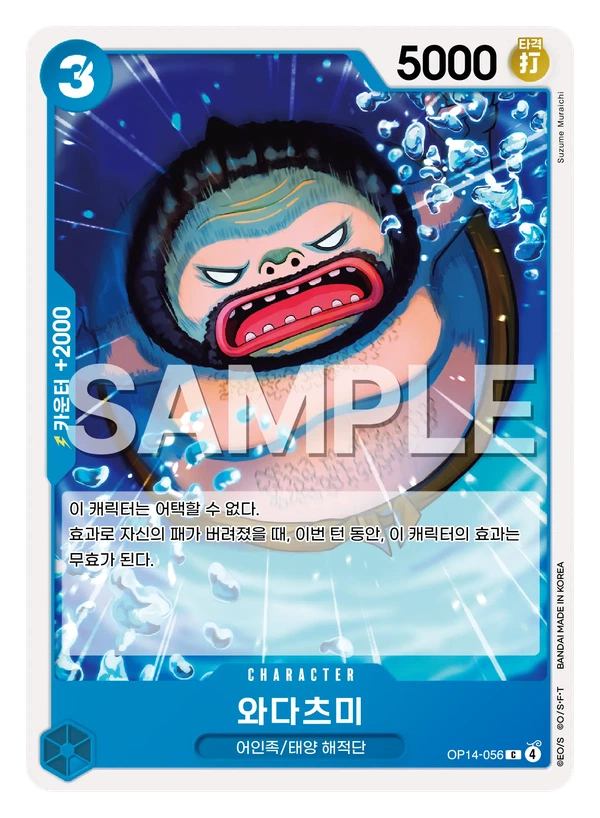 3
5000
타격
打
Suzume Muraichi
카운터 +2000
SAMPLE
이 캐릭터는 어택할 수 없다.
효과로 자신의 패가 버려졌을 때, 이번 턴 동안, 이 캐릭터의 효과는
무효가 된다.
CHARACTER
와다츠미
어인족/태양 해적단
OP14-056 C 4
©EO/S ©O/S·F·T BANDAI MADE IN KOREA